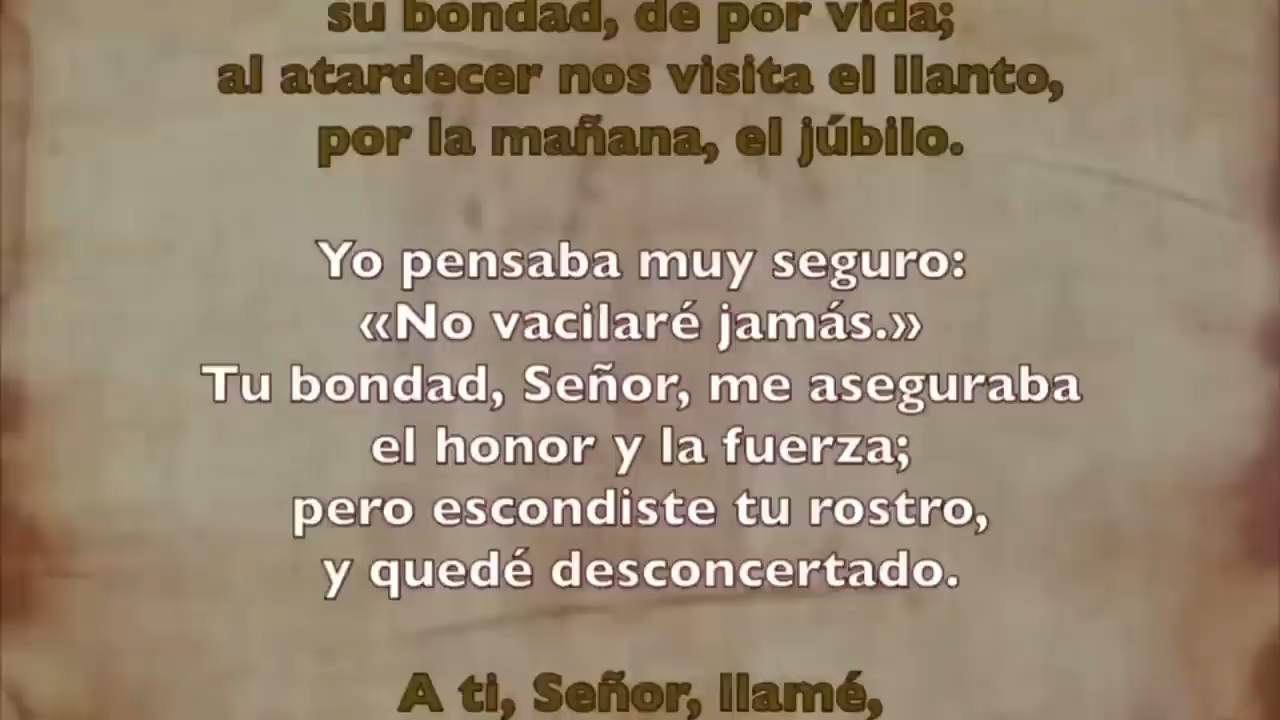 su bondad, de por vida;
al atardecer nos visita el llanto,
por la mañana, el júbilo.
Yo pensaba muy seguro:
«No vacilaré jamás.»
Tu bondad, Señor, me aseguraba
el honor y la fuerza;
pero escondiste tu rostro,
y quedé desconcertado.
A ti, Señor, llamé,